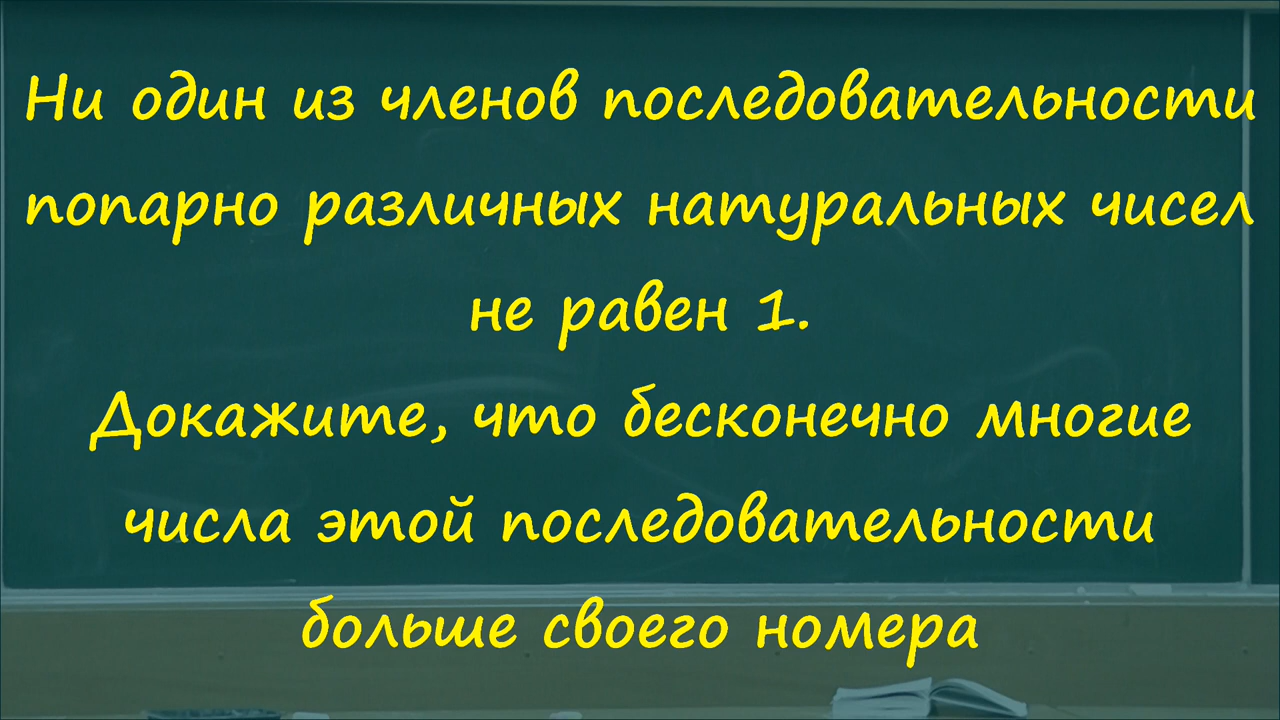 Ни один из членов последовательности
попарно различных натуральных чисел
не равен 1.
Докажите, что бесконечно многие
числа этой последовательности
больше своего номера